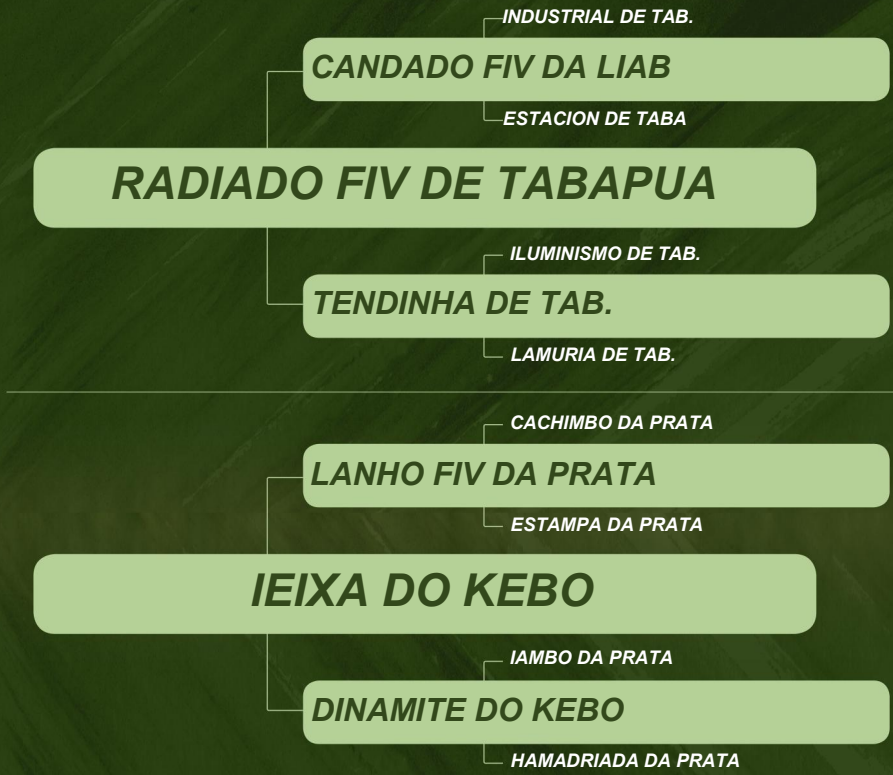 INDUSTRIAL DE TAB.
CANDADO FIV DA LIAB
ESTACION DE TABA
RADIADO FIV DE TABAPUA
ILUMINISMO DE TAB.
TENDINHA DE TAB.
LAMURIA DE TAB.
CACHIMBO DA PRATA
LANHO FIV DA PRATA
ESTAMPA DA PRATA
IEIXA DO KEBO
IAMBO DA PRATA
DINAMITE DO KEBO
HAMADRIADA DA PRATA